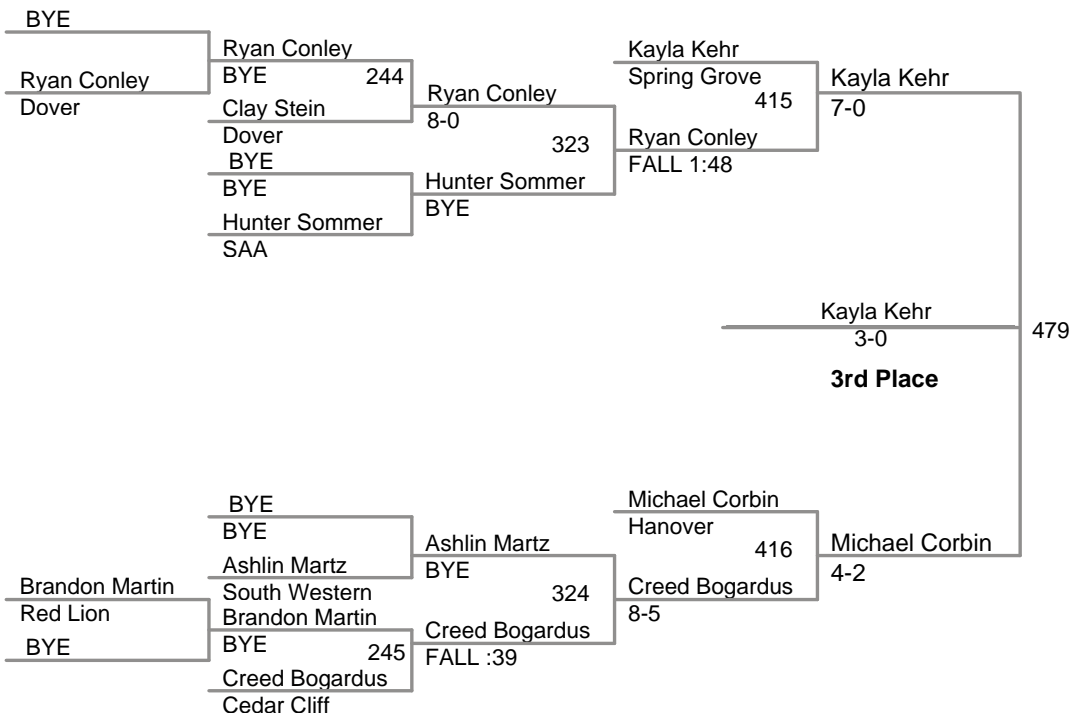 BYE
Ryan Conley
Dover
Ryan Conley
BYE
244
Clay Stein
Dover
BYE
BYE
Hunter Sommer
SAA
Ryan Conley
8-0
323
Hunter Sommer
BYE
Kayla Kehr
Spring Grove
415
Ryan Conley
FALL 1:48
Kayla Kehr
7-0
Kayla Kehr
3-0
479
3rd Place
BYE
BYE
Ashlin Martz
South Western
Brandon Martin
Red Lion
BYE
Brandon Martin
BYE
245
Creed Bogardus
Cedar Cliff
Ashlin Martz
BYE
324
Creed Bogardus
FALL :39
Michael Corbin
Hanover
416
Creed Bogardus
8-5
Michael Corbin
4-2